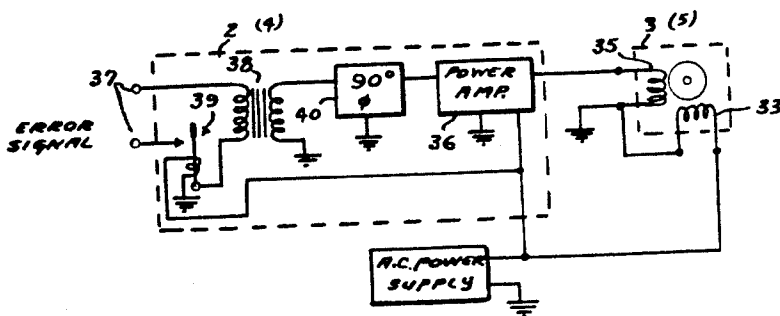 2 (4)
3 (5)
37
38
35
39
90°
φ
POWER
AMP.
40
36
33
ERROR
SIGNAL
A.C. POWER
SUPPLY